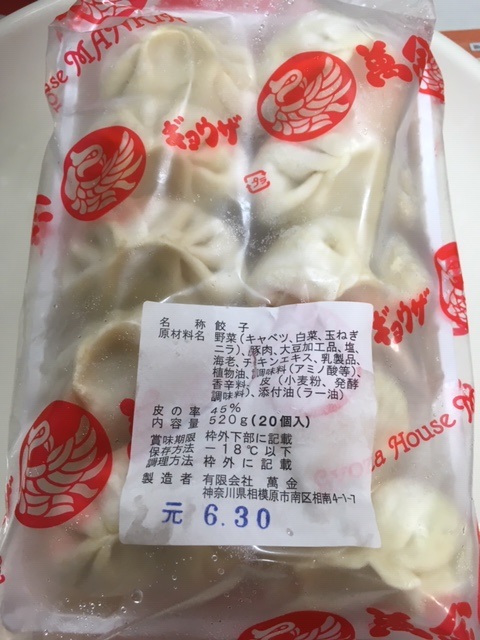 House MANKIN
萬
ギョウザ
プラ
ギョウザ
名 称 餃 子
原材料名 野菜(キャベツ、白菜、玉ねぎ
ニラ)、豚肉、大豆加工品、塩、
海老、チキンエキス、乳製品、
植物油、調味料(アミノ酸等)、
香辛料、皮(小麦粉、発酵
調味料)、添付油(ラー油)
皮の率 45%
内容量 520g(20個入)
賞味期限 枠外下部に記載
保存方法 −18℃以下
調理方法 枠外に記載
製造者 有限会社 萬金
神奈川県相模原市南区相南4-1-7
元 6.30
Gyoza House M